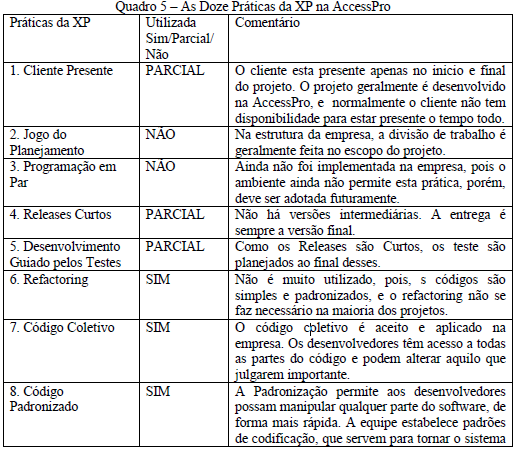 Quadro 5 – As Doze Práticas da XP na AccessPro
Práticas da XP
Utilizada Sim/Parcial/ Não
Comentário
1. Cliente Presente
PARCIAL
O cliente esta presente apenas no inicio e final
do projeto. O projeto geralmente é desenvolvido
na AccessPro, e normalmente o cliente não tem
disponibilidade para estar presente o tempo todo.
2. Jogo do
Planejamento
NÃO
Na estrutura da empresa, a divisão de trabalho é
geralmente feita no escopo do projeto.
3. Programação em
Par
NÃO
Ainda não foi implementada na empresa, pois o
ambiente ainda não permite esta prática, porém,
deve ser adotada futuramente.
4. Releases Curtos
PARCIAL
Não há versões intermediárias. A entrega é
sempre a versão final.
5. Desenvolvimento
Guiado pelos Testes
PARCIAL
Como os Releases são Curtos, os teste são
planejados ao final desses.
6. Refactoring
SIM
Não é muito utilizado, pois, s códigos são
simples e padronizados, e o refactoring não se
faz necessário na maioria dos projetos.
7. Código Coletivo
SIM
O código cpletivo é aceito e aplicado na
empresa. Os desenvolvedores têm acesso a todas
as partes do código e podem alterar aquilo que
julgarem importante.
8. Código
Padronizado
SIM
A Padronização permite aos desenvolvedores
possam manipular qualquer parte do software, de
forma mais rápida. A equipe estabelece padrões
de codificação, que servem para tornar o sistema